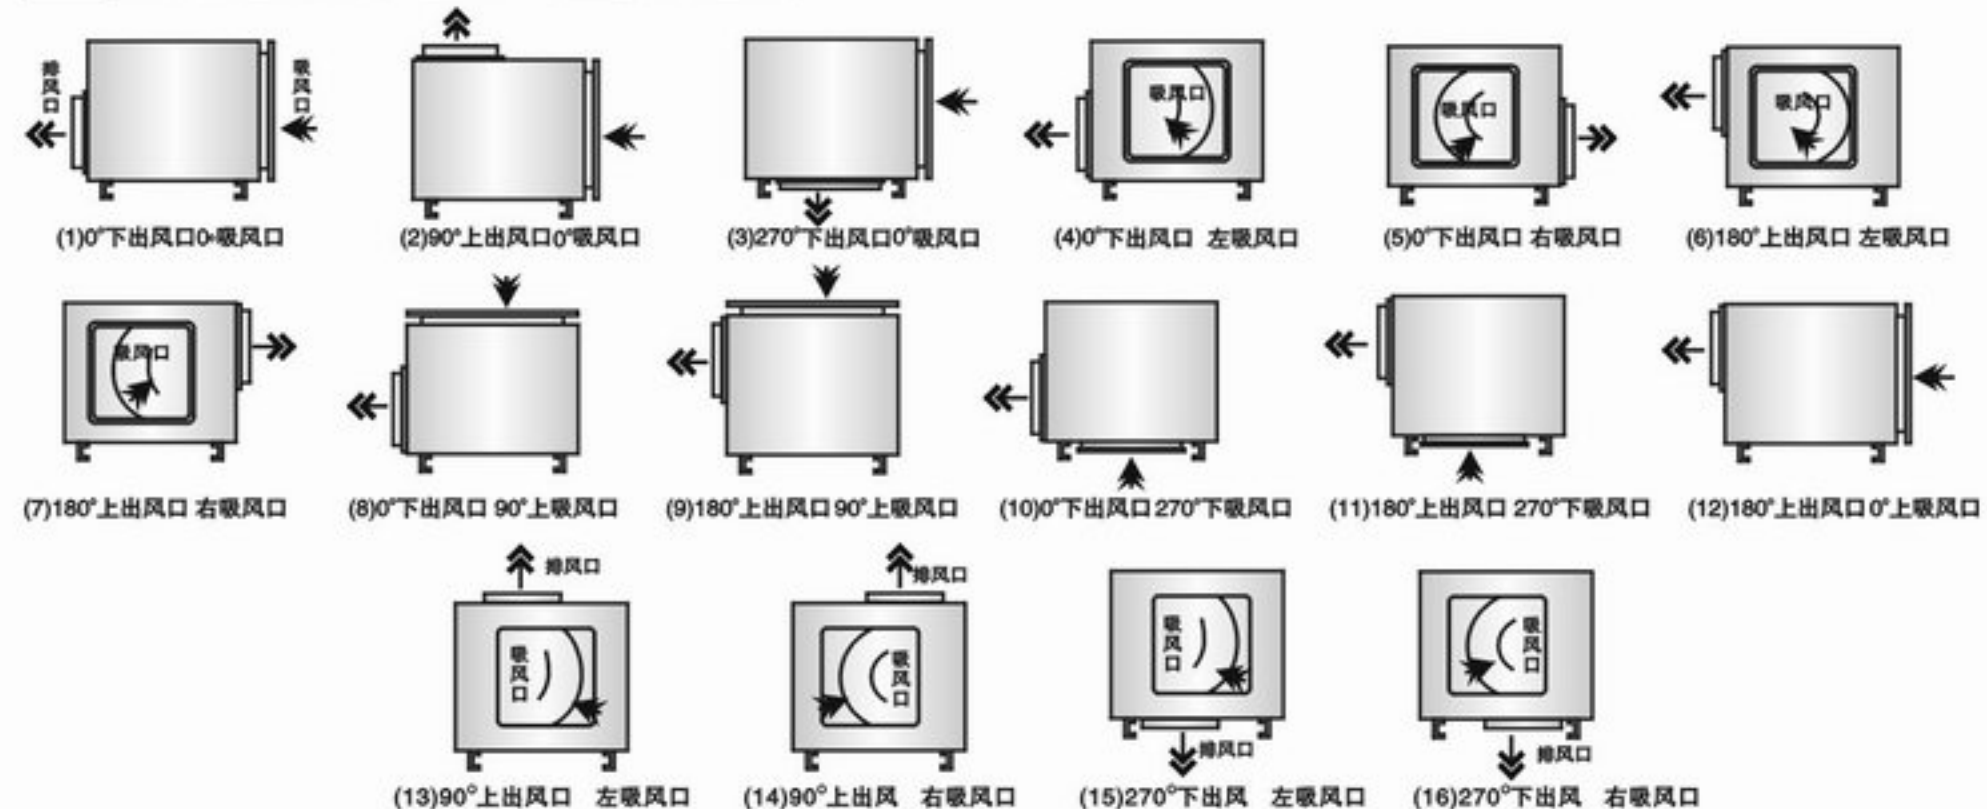 排风口
吸风口
(1)0°下出风口0°吸风口
(2)90°上出风口0°吸风口
(3)270°下出风口0°吸风口
吸风口
(4)0°下出风口 左吸风口
吸风口
(5)0°下出风口 右吸风口
吸风口
(6)180°上出风口 左吸风口
吸风口
(7)180°上出风口 右吸风口
(8)0°下出风口 90°上吸风口
(9)180°上出风口 90°上吸风口
(10)0°下出风口 270°下吸风口
(11)180°上出风口 270°下吸风口
(12)180°上出风口 0°上吸风口
排风口
吸风口
(13)90°上出风口 左吸风口
排风口
吸风口
(14)90°上出风 右吸风口
吸风口
排风口
(15)270°下出风 左吸风口
吸风口
排风口
(16)270°下出风 右吸风口